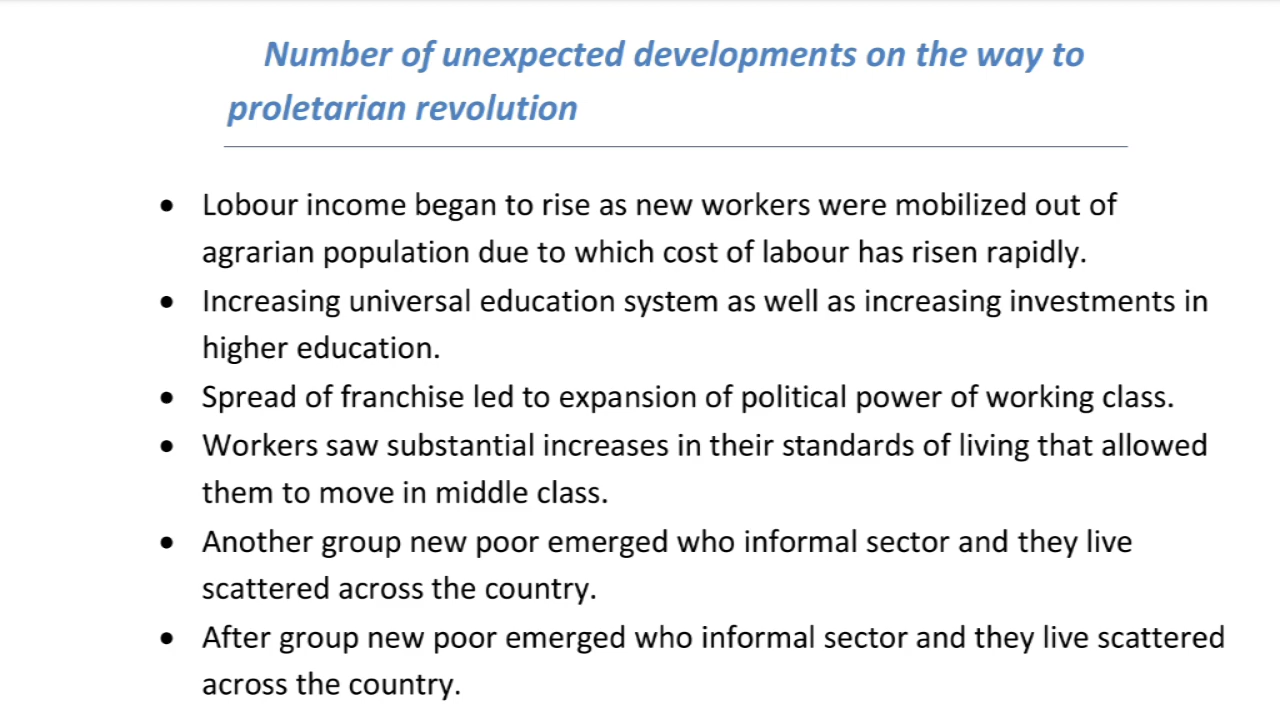 Number of unexpected developments on the way to
proletarian revolution
• Lobour income began to rise as new workers were mobilized out of
agrarian population due to which cost of labour has risen rapidly.
• Increasing universal education system as well as increasing investments in
higher education.
• Spread of franchise led to expansion of political power of working class.
• Workers saw substantial increases in their standards of living that allowed
them to move in middle class.
• Another group new poor emerged who informal sector and they live
scattered across the country.
• After group new poor emerged who informal sector and they live scattered
across the country.